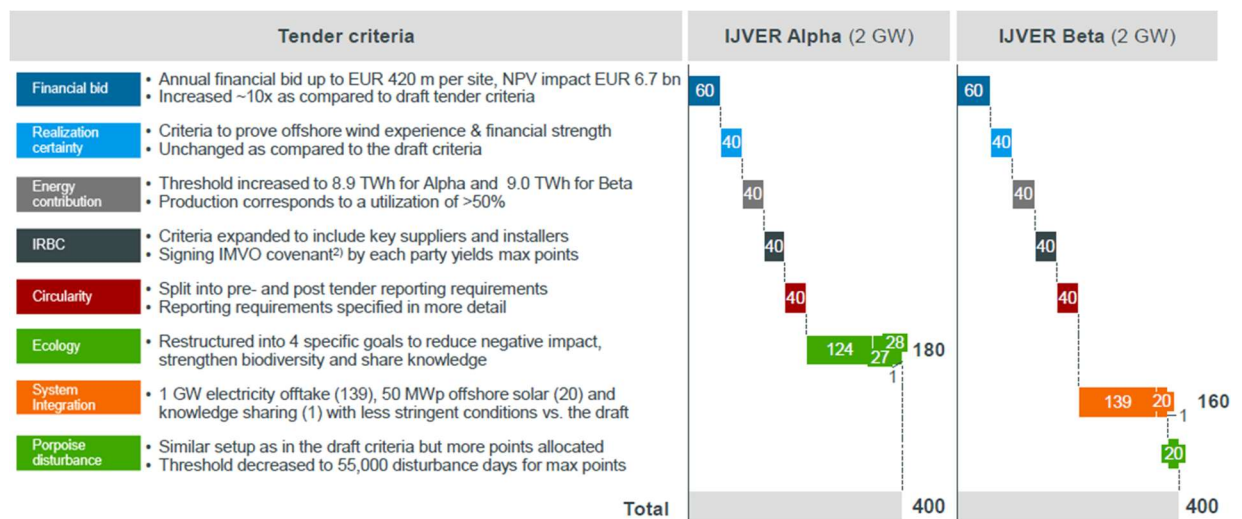 Tender criteria
IJVER Alpha (2 GW)
IJVER Beta (2 GW)
Financial bid
• Annual financial bid up to EUR 420 m per site, NPV impact EUR 6.7 bn
• Increased ~10x as compared to draft tender criteria
60
60
Realization
certainty
• Criteria to prove offshore wind experience & financial strength
• Unchanged as compared to the draft criteria
40
40
Energy
contribution
• Threshold increased to 8.9 TWh for Alpha and 9.0 TWh for Beta
• Production corresponds to a utilization of >50%
40
40
IRBC
• Criteria expanded to include key suppliers and installers
• Signing IMVO covenant2) by each party yields max points
40
40
Circularity
• Split into pre- and post tender reporting requirements
• Reporting requirements specified in more detail
40
40
Ecology
• Restructured into 4 specific goals to reduce negative impact,
strengthen biodiversity and share knowledge
124
27
28
1
180
System
Integration
• 1 GW electricity offtake (139), 50 MWp offshore solar (20) and
knowledge sharing (1) with less stringent conditions vs. the draft
139
20
1
160
Porpoise
disturbance
• Similar setup as in the draft criteria but more points allocated
• Threshold decreased to 55,000 disturbance days for max points
20
Total
400
400